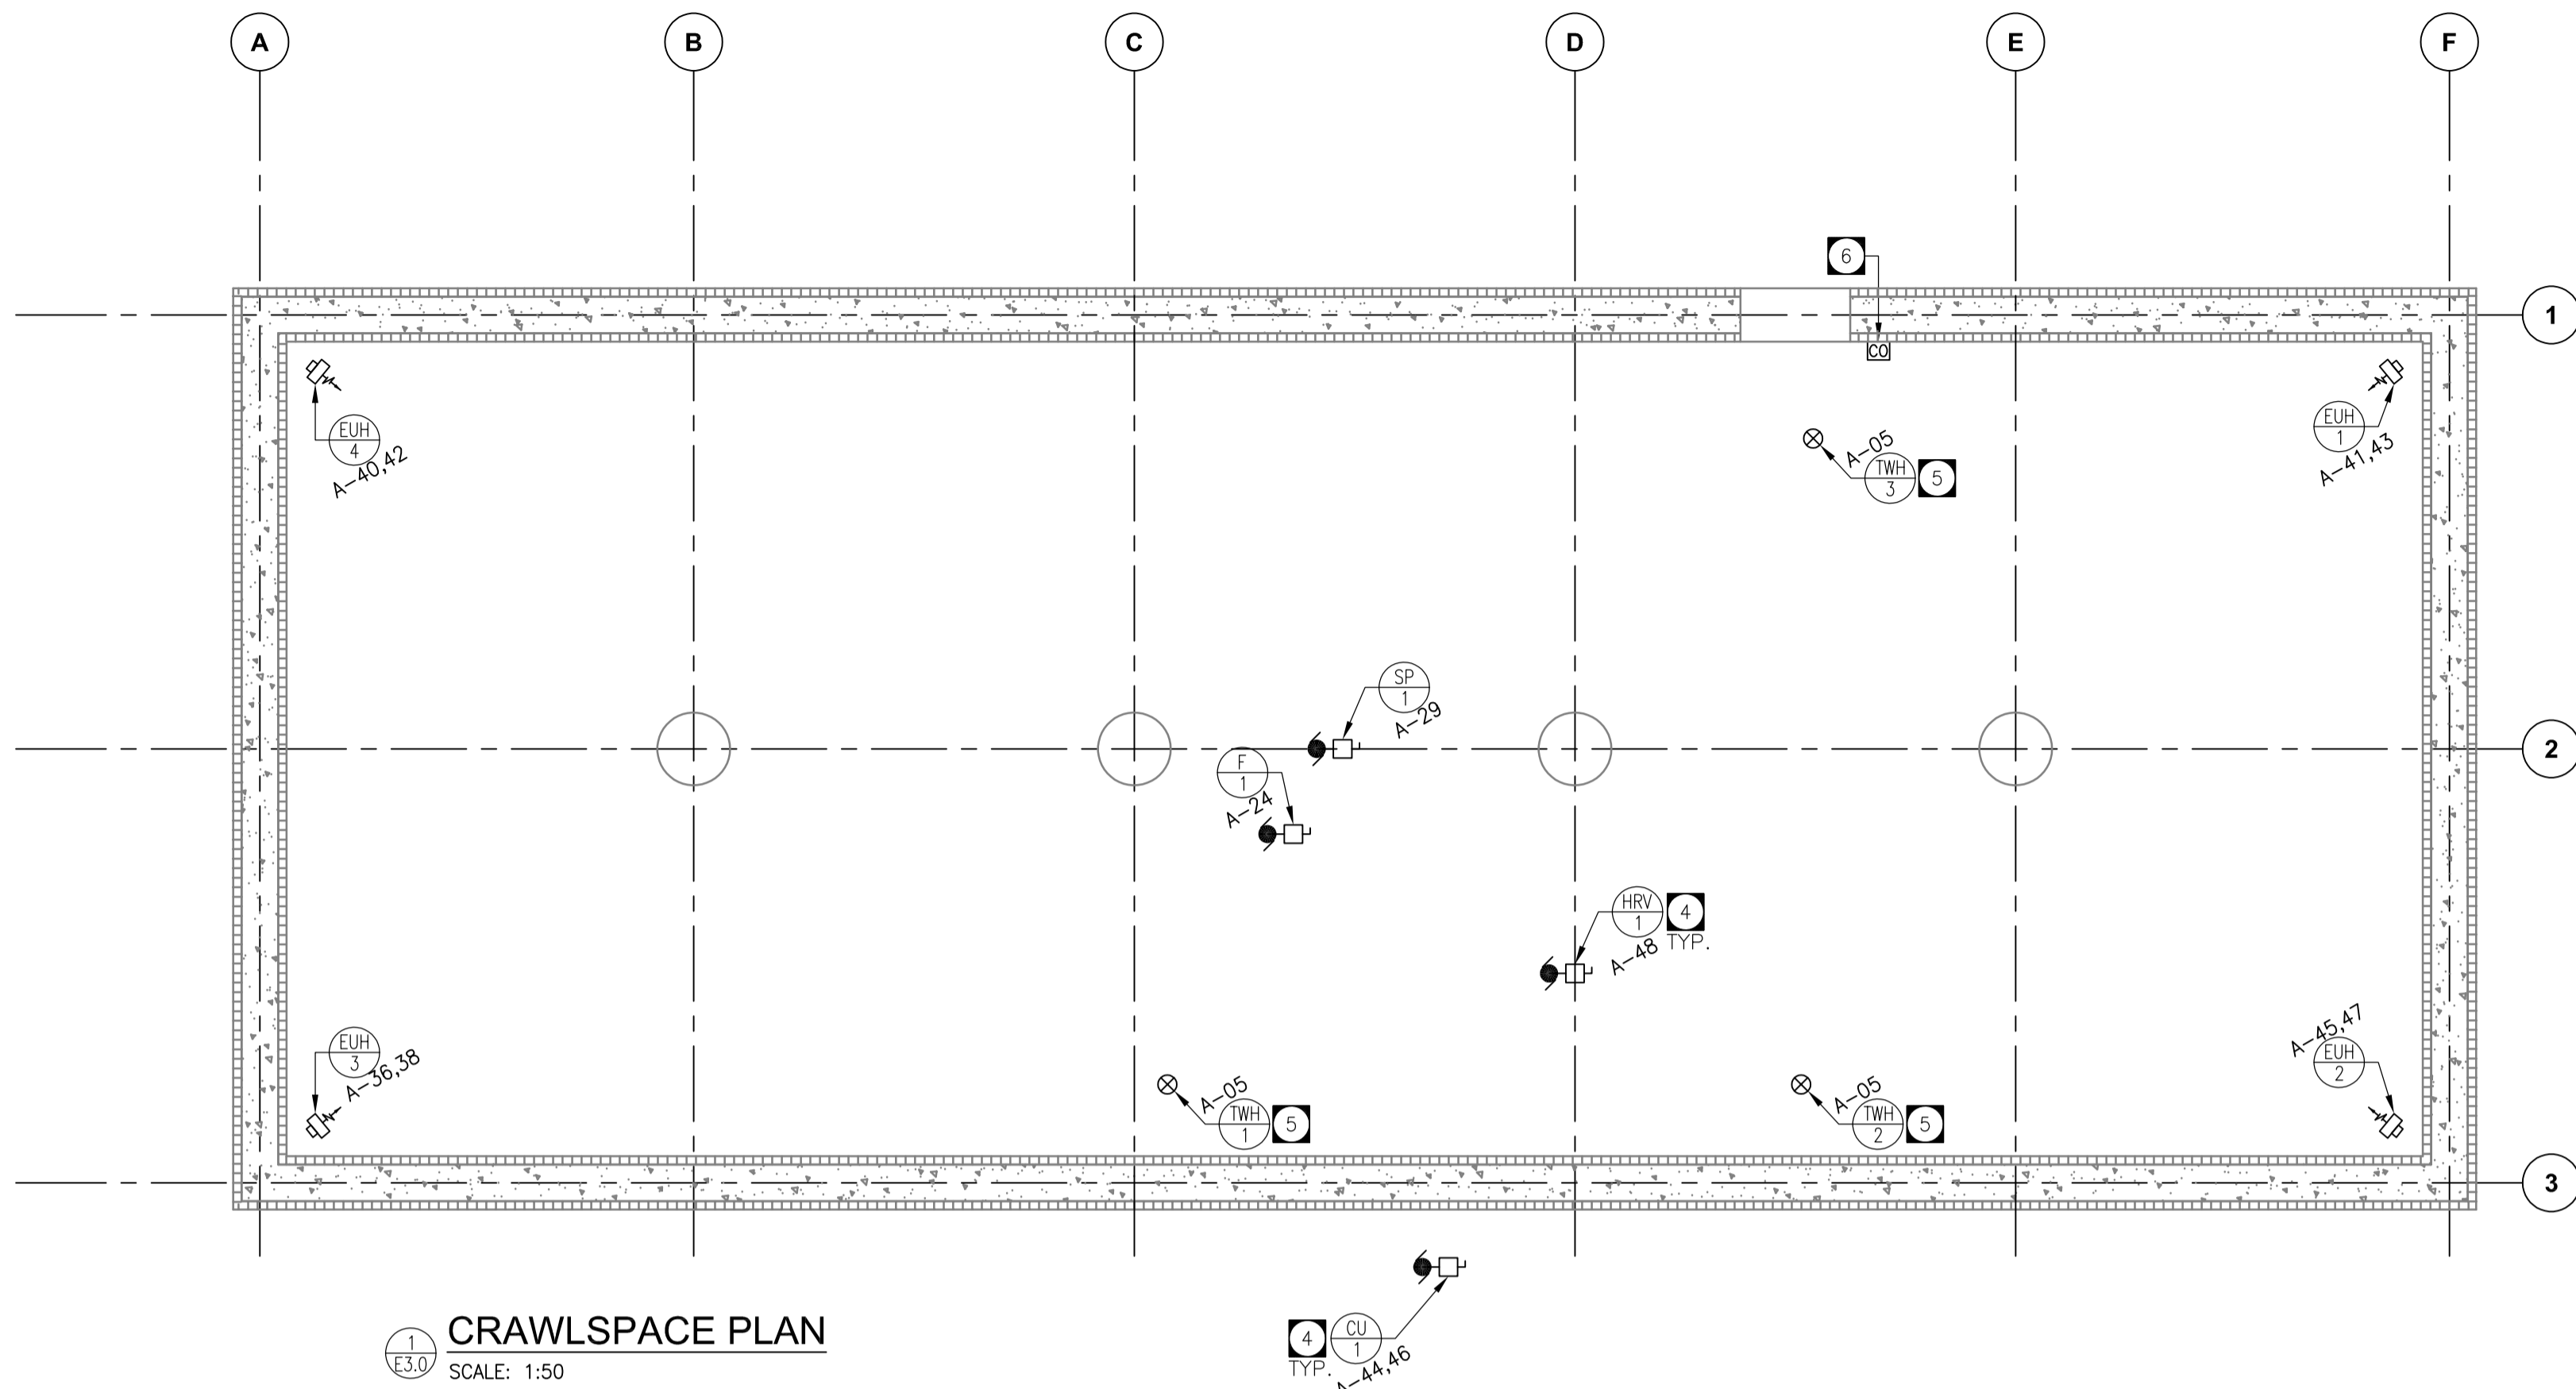 A
B
C
D
E
F
6
1
CO
EUH
4
A-40,42
EUH
1
A-41,43
A-05
TWH
3
5
SP
1
A-29
2
F
1
A-24
HRV
1
4
A-48
TYP.
EUH
3
A-36,38
A-45,47
EUH
2
A-05
TWH
1
5
A-05
TWH
2
5
3
1
E3.0
CRAWLSPACE PLAN
SCALE: 1:50
4
TYP.
CU
1
A-44,46